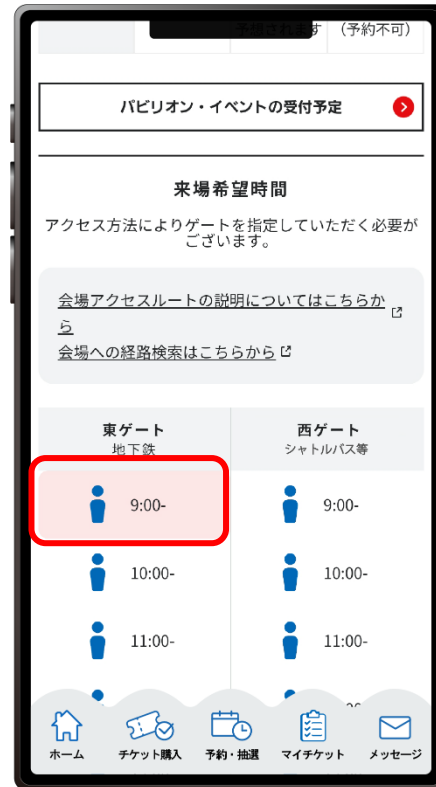 予想されます （予約不可）
パビリオン・イベントの受付予定
来場希望時間
アクセス方法によりゲートを指定していただく必要が
ございます。
会場アクセスルートの説明についてはこちらか
ら
会場への経路検索はこちらから
東ゲート 西ゲート
地下鉄 シャトルバス等
9:00- 9:00-
10:00- 10:00-
11:00- 11:00-
ホーム チケット購入 予約・抽選 マイチケット メッセージ